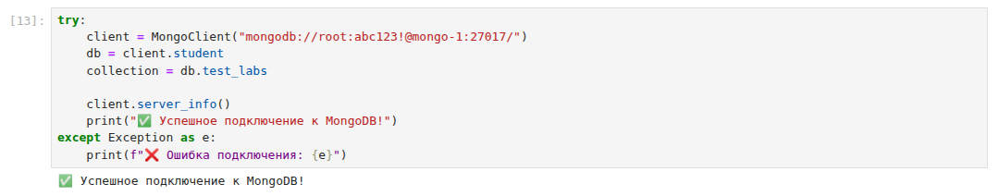 [13]:
try:
    client = MongoClient("mongodb://root:abc123!@mongo-1:27017/")
    db = client.student
    collection = db.test_labs
    client.server_info()
    print("✅ Успешное подключение к MongoDB!")
except Exception as e:
    print(f"❌ Ошибка подключения: {e}")
✅ Успешное подключение к MongoDB!